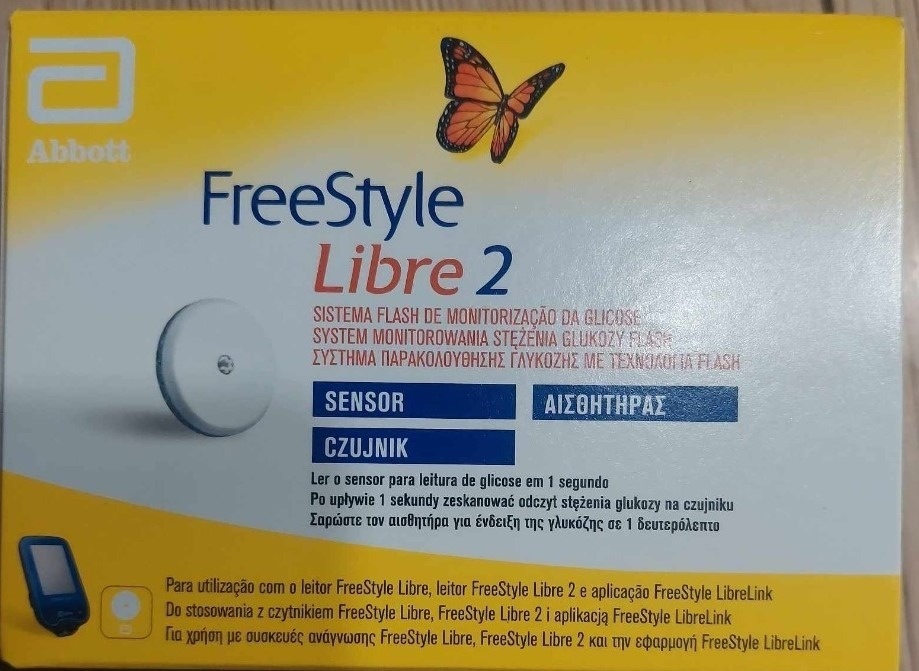 Abbott
FreeStyle
Libre 2
SISTEMA FLASH DE MONITORIZAÇÃO DA GLICOSE
SYSTEM MONITOROWANIA STĘŻENIA GLUKOZY FLASH
ΣΥΣΤΗΜΑ ΠΑΡΑΚΟΛΟΥΘΗΣΗΣ ΓΛΥΚΟΖΗΣ ΜΕ ΤΕΧΝΟΛΟΓΙΑ FLASH
SENSOR ΑΙΣΘΗΤΗΡΑΣ
CZUJNIK
Ler o sensor para leitura de glicose em 1 segundo
Po upływie 1 sekundy zeskanować odczyt stężenia glukozy na czujniku
Σαρώστε τον αισθητήρα για ένδειξη της γλυκόζης σε 1 δευτερόλεπτο
Para utilização com o leitor FreeStyle Libre, leitor FreeStyle Libre 2 e aplicação FreeStyle LibreLink
Do stosowania z czytnikiem FreeStyle Libre, FreeStyle Libre 2 i aplikacją FreeStyle LibreLink
Για χρήση με συσκευές ανάγνωσης FreeStyle Libre, FreeStyle Libre 2 και την εφαρμογή FreeStyle LibreLink